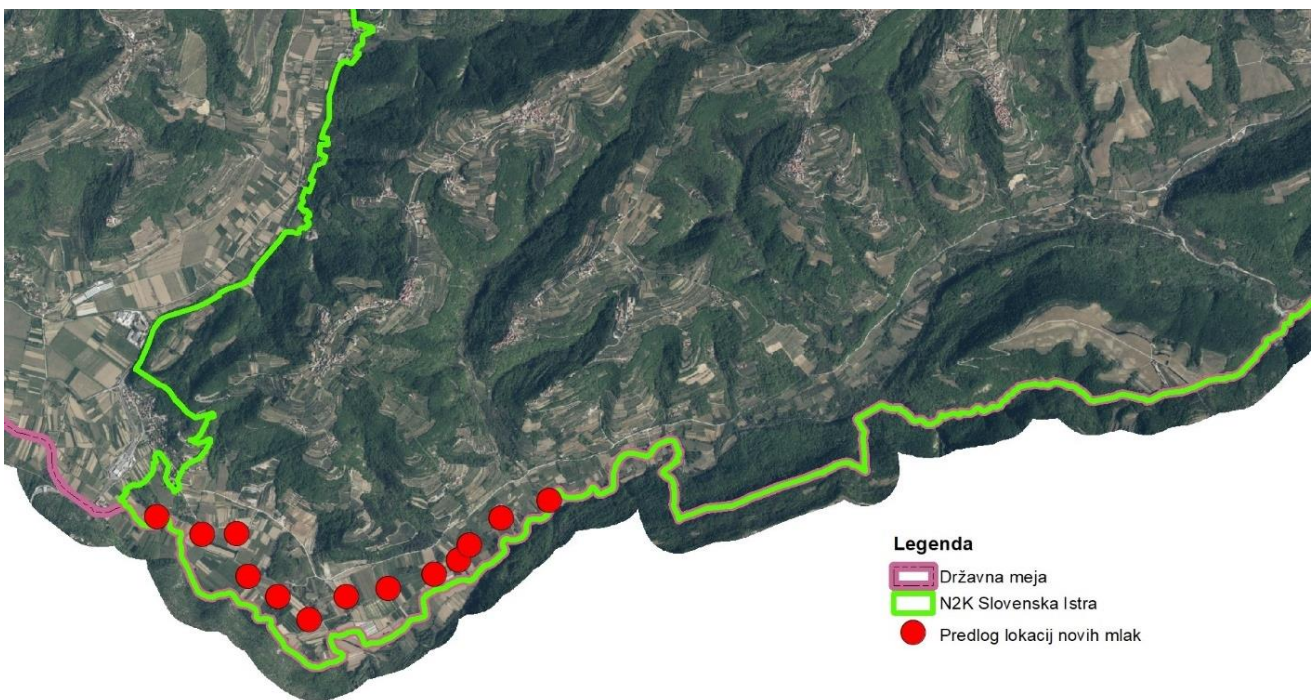 Legenda
Državna meja
N2K Slovenska Istra
Predlog lokacij novih mlak